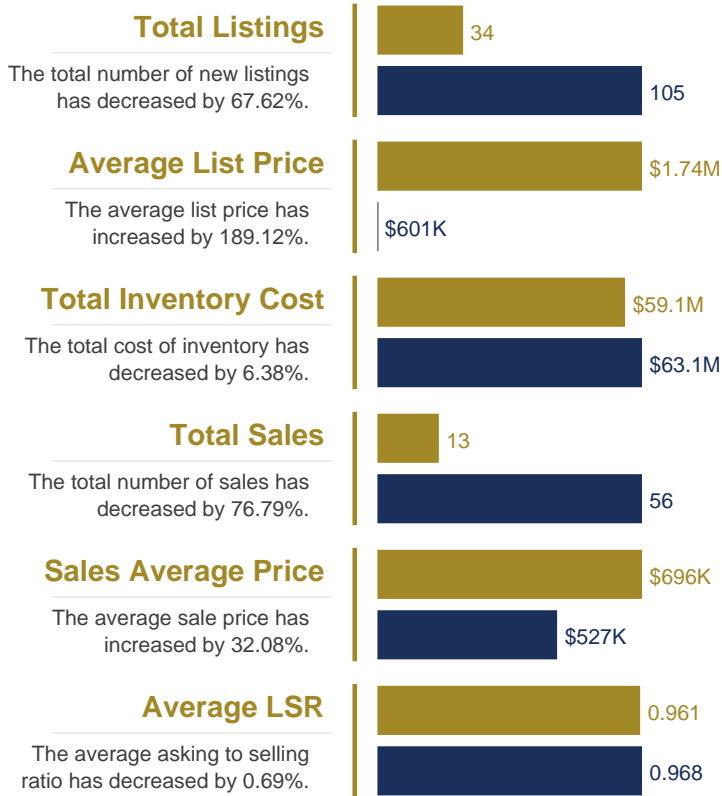 Total Listings
The total number of new listings
has decreased by 67.62%.
34
105
Average List Price
The average list price has
increased by 189.12%.
$1.74M
$601K
Total Inventory Cost
The total cost of inventory has
decreased by 6.38%.
$59.1M
$63.1M
Total Sales
The total number of sales has
decreased by 76.79%.
13
56
Sales Average Price
The average sale price has
increased by 32.08%.
$696K
$527K
Average LSR
The average asking to selling
ratio has decreased by 0.69%.
0.961
0.968